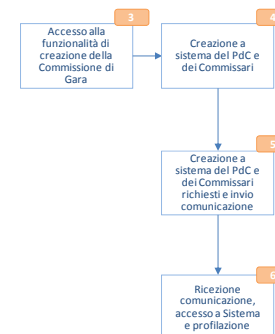 3
Accesso alla
funzionalità di
creazione della
Commissione di
Gara
4
Creazione a
sistema del PdC e
dei Commissari
5
Creazione a
sistema del PdC e
dei Commissari
richiesti e invio
comunicazione
6
Ricezione
comunicazione,
accesso a Sistema
e profilazione